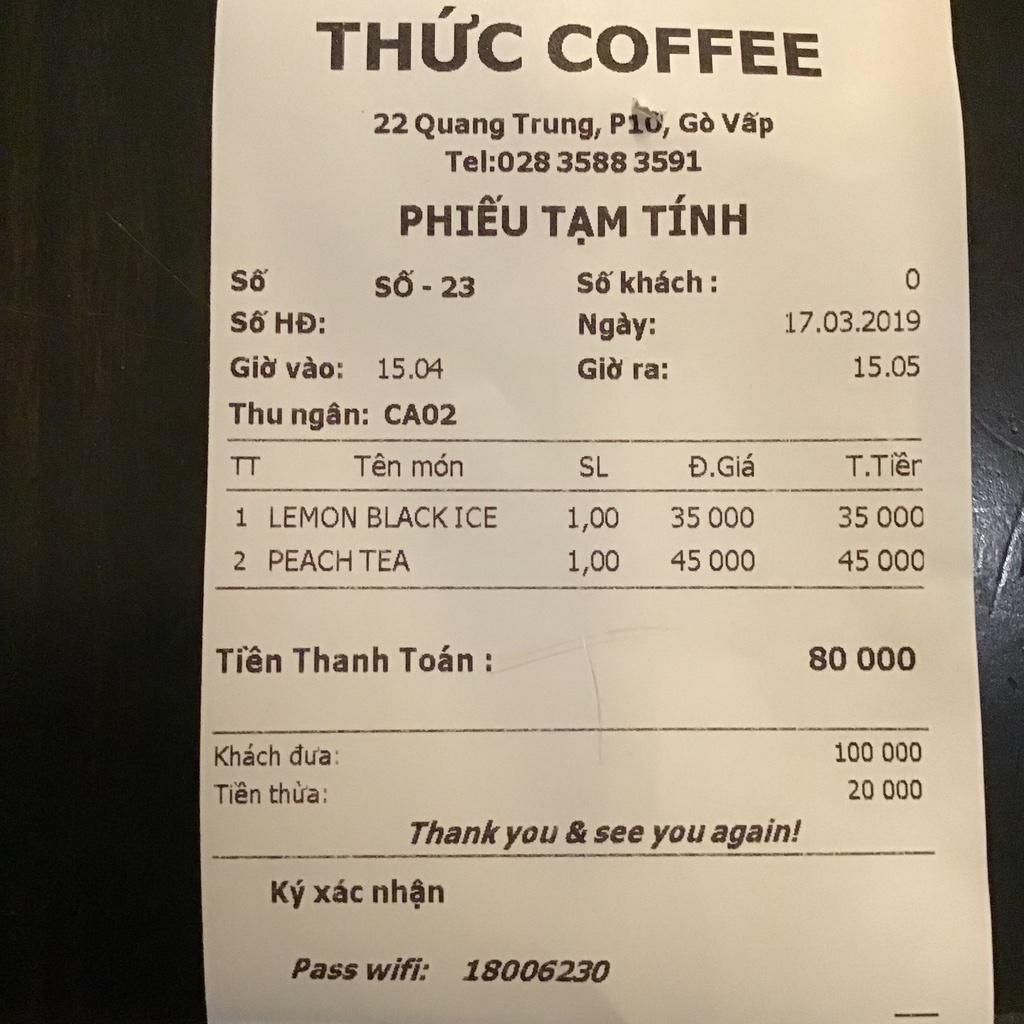 THỨC COFFEE
22 Quang Trung, P10, Gò Vấp
Tel:028 3588 3591
PHIẾU TẠM TÍNH
Số SỐ - 23 Số khách : 0
Số HĐ: Ngày: 17.03.2019
Giờ vào: 15.04 Giờ ra: 15.05
Thu ngân: CA02
TT Tên món SL Đ.Giá T.Tiền
1 LEMON BLACK ICE 1,00 35 000 35 000
2 PEACH TEA 1,00 45 000 45 000
Tiền Thanh Toán : 80 000
Khách đưa: 100 000
Tiền thừa: 20 000
Thank you & see you again!
Ký xác nhận
Pass wifi: 18006230